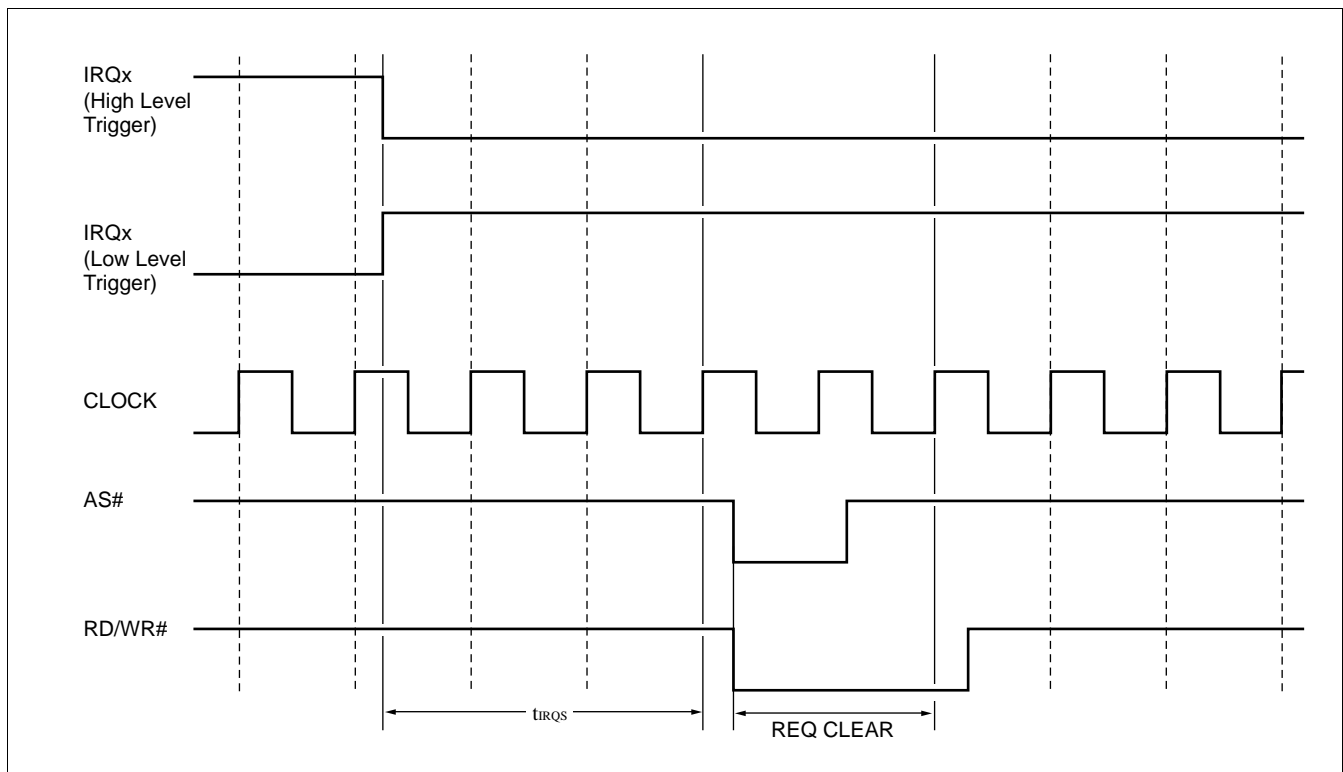 IRQx
(High Level
Trigger)
IRQx
(Low Level
Trigger)
CLOCK
AS#
RD/WR#
tIRQS
REQ CLEAR